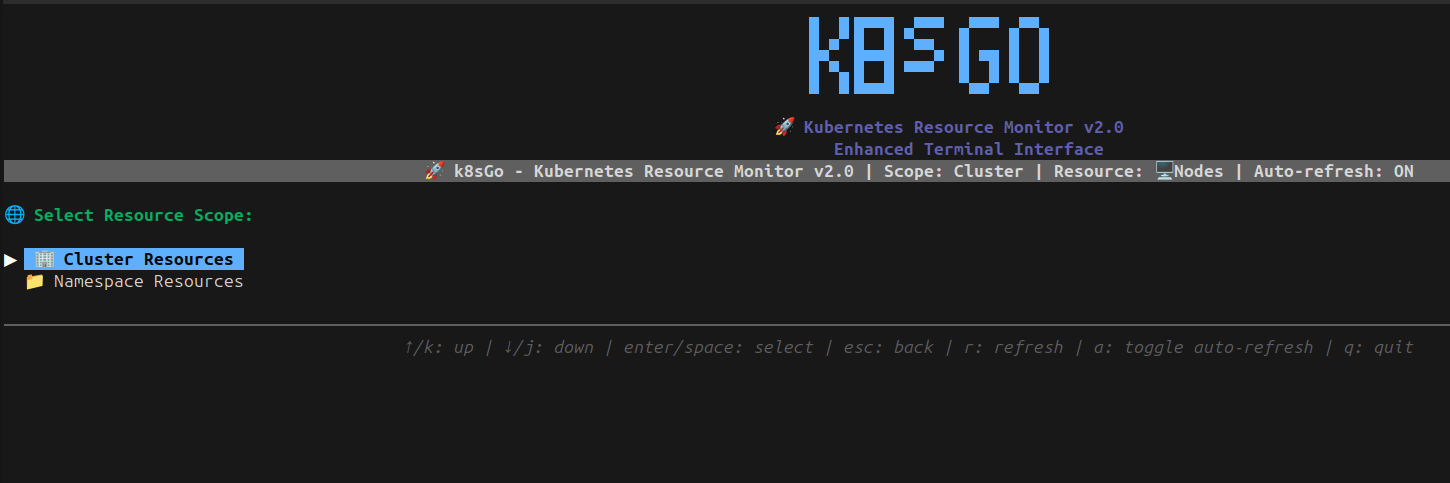 K8SGO
🚀 Kubernetes Resource Monitor v2.0
Enhanced Terminal Interface
🚀 k8sGo - Kubernetes Resource Monitor v2.0 | Scope: Cluster | Resource: 🖥️Nodes | Auto-refresh: ON
🌐 Select Resource Scope:
▶ 🏢 Cluster Resources
📁 Namespace Resources
↑/k: up | ↓/j: down | enter/space: select | esc: back | r: refresh | a: toggle auto-refresh | q: quit